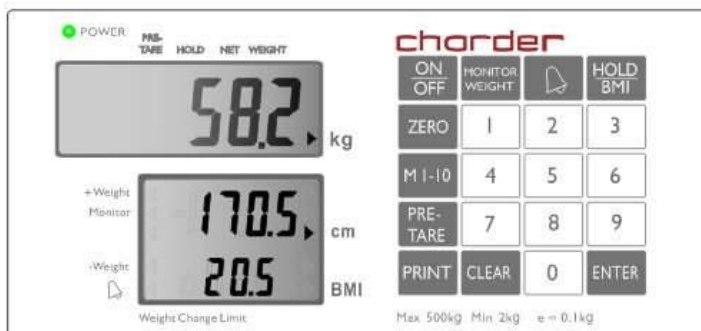 POWER
PRE-TARE HOLD NET WEIGHT
58.2 kg
+Weight
Monitor
170.5 cm
-Weight
20.5 BMI
Weight Change Limit
charder
ON/OFF MONITOR WEIGHT HOLD/BMI
ZERO 1 2 3
M 1-10 4 5 6
PRE-TARE 7 8 9
PRINT CLEAR 0 ENTER
Max 500kg Min 2kg e = 0.1kg